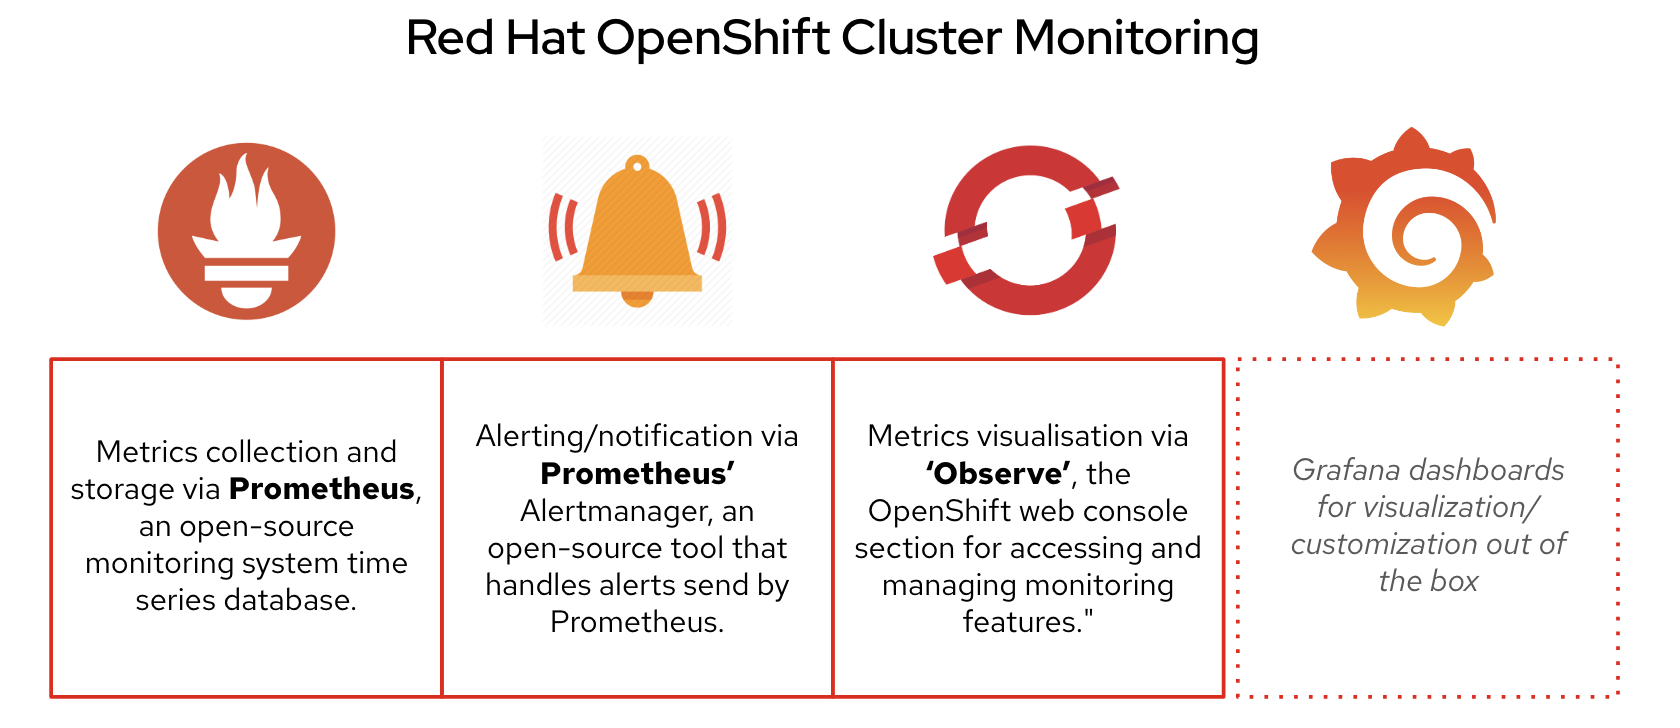 Red Hat OpenShift Cluster Monitoring
Metrics collection and
storage via Prometheus,
an open-source
monitoring system time
series database.
Alerting/notification via
Prometheus’
Alertmanager, an
open-source tool that
handles alerts send by
Prometheus.
Metrics visualisation via
‘Observe’, the
OpenShift web console
section for accessing and
managing monitoring
features."
Grafana dashboards
for visualization/
customization out of
the box